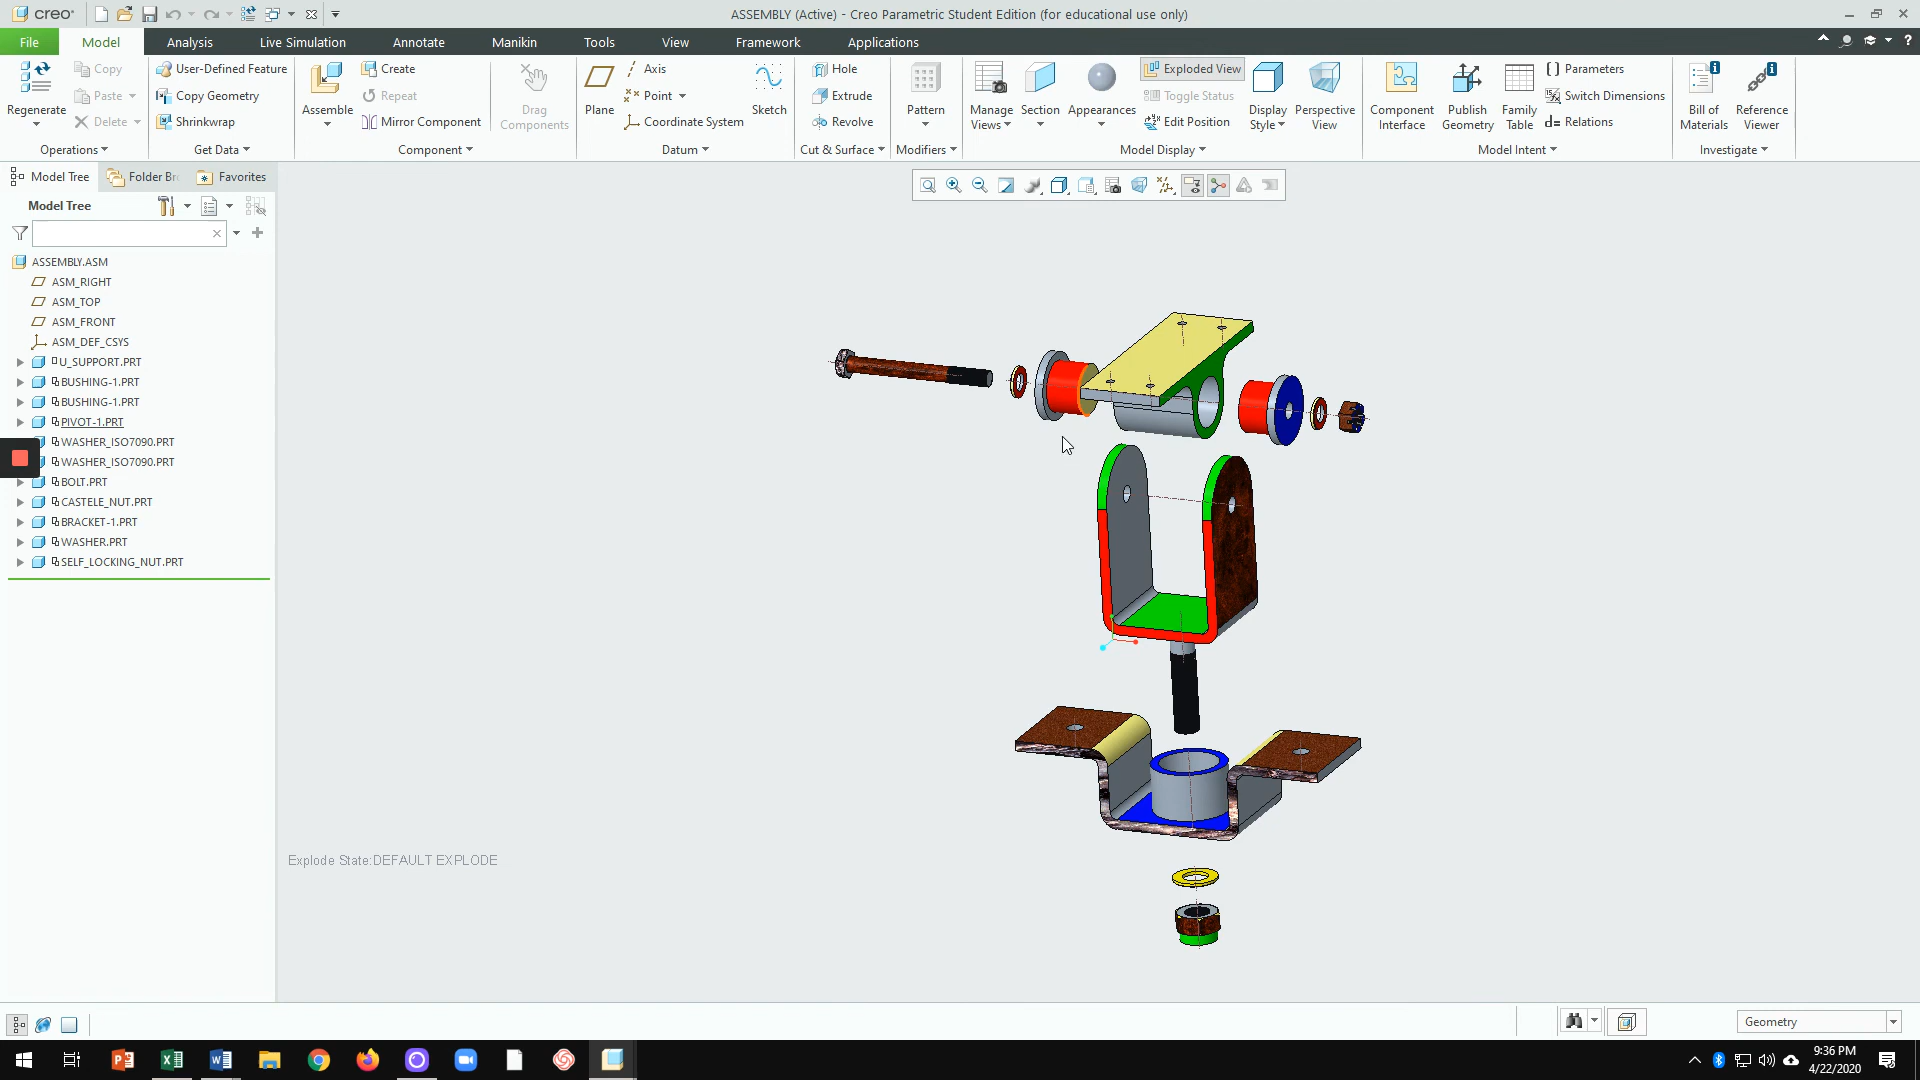 creo
ASSEMBLY (Active) - Creo Parametric Student Edition (for educational use only)
File Model Analysis Live Simulation Annotate Manikin Tools View Framework Applications
Regenerate
Copy
Paste
Delete
Operations
User-Defined Feature
Copy Geometry
Shrinkwrap
Get Data
Assemble
Create
Repeat
Mirror Component
Drag
Components
Component
Plane
Axis
Point
Coordinate System
Sketch
Datum
Hole
Extrude
Revolve
Cut & Surface
Pattern
Modifiers
Manage
Views
Section
Appearances
Exploded View
Toggle Status
Edit Position
Display
Style
Perspective
View
Model Display
Component
Interface
Publish
Geometry
Family
Table
Parameters
Switch Dimensions
d= Relations
Model Intent
Bill of
Materials
Reference
Viewer
Investigate
Model Tree Folder Br Favorites
Model Tree
ASSEMBLY.ASM
ASM_RIGHT
ASM_TOP
ASM_FRONT
ASM_DEF_CSYS
U_SUPPORT.PRT
BUSHING-1.PRT
BUSHING-1.PRT
PIVOT-1.PRT
WASHER_ISO7090.PRT
WASHER_ISO7090.PRT
BOLT.PRT
CASTELE_NUT.PRT
BRACKET-1.PRT
WASHER.PRT
SELF_LOCKING_NUT.PRT
Explode State:DEFAULT EXPLODE
Geometry
9:36 PM
4/22/2020